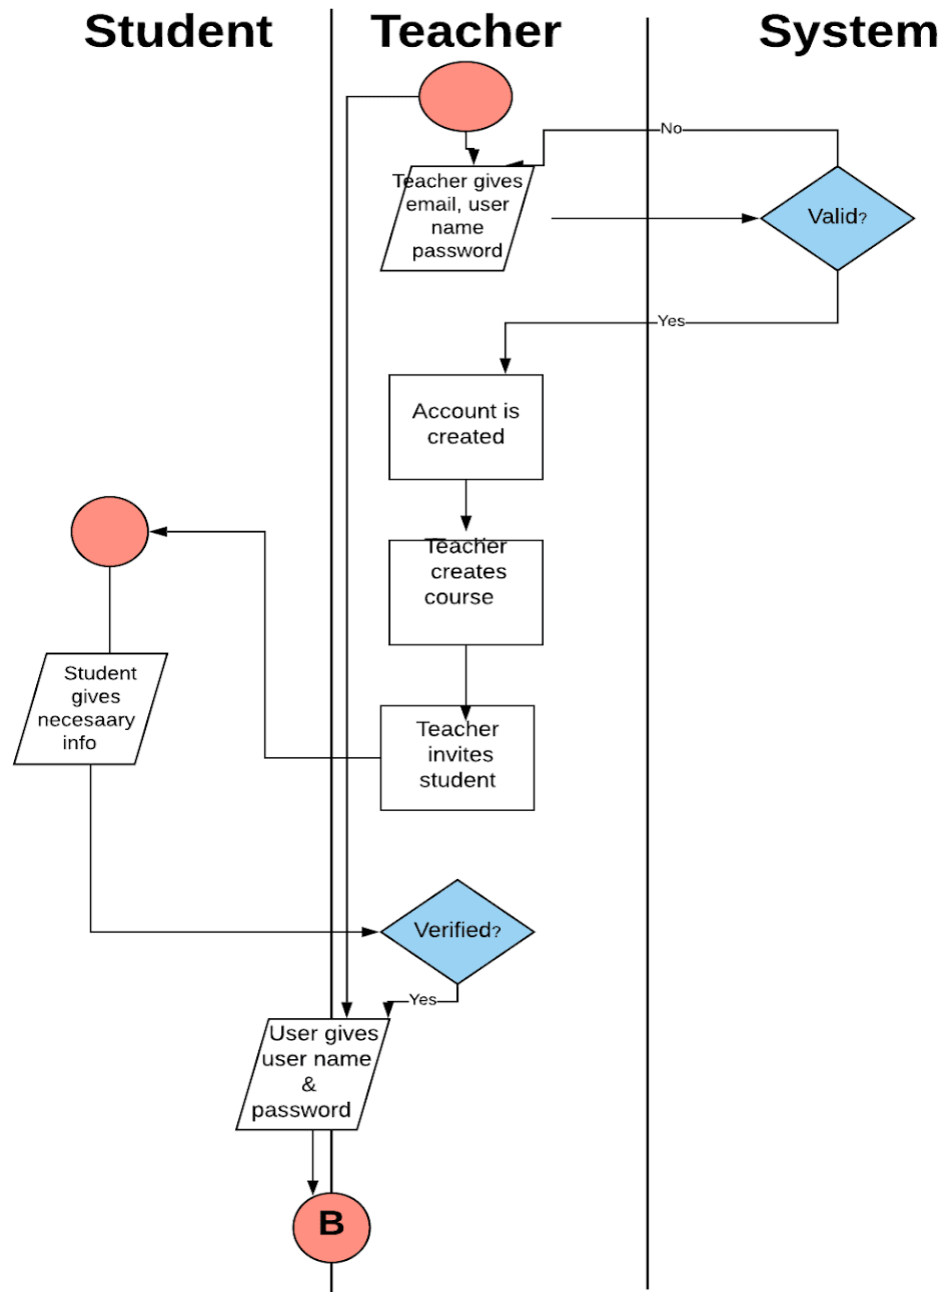 Student
Teacher
System
No
Teacher gives
email, user
name
password
Valid?
Yes
Account is
created
Teacher
creates
course
Student
gives
necesaary
info
Teacher
invites
student
Verified?
Yes
User gives
user name
&
password
B